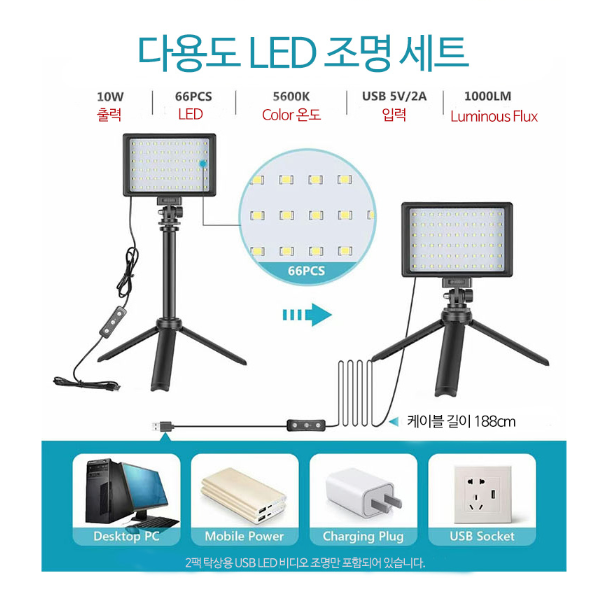 다용도 LED 조명 세트
10W 66PCS 5600K USB 5V/2A 1000LM
출력 LED Color 온도 입력 Luminous Flux
66PCS
케이블 길이 188cm
Desktop PC Mobile Power Charging Plug USB Socket
2팩 탁상용 USB LED 비디오 조명만 포함되어 있습니다.